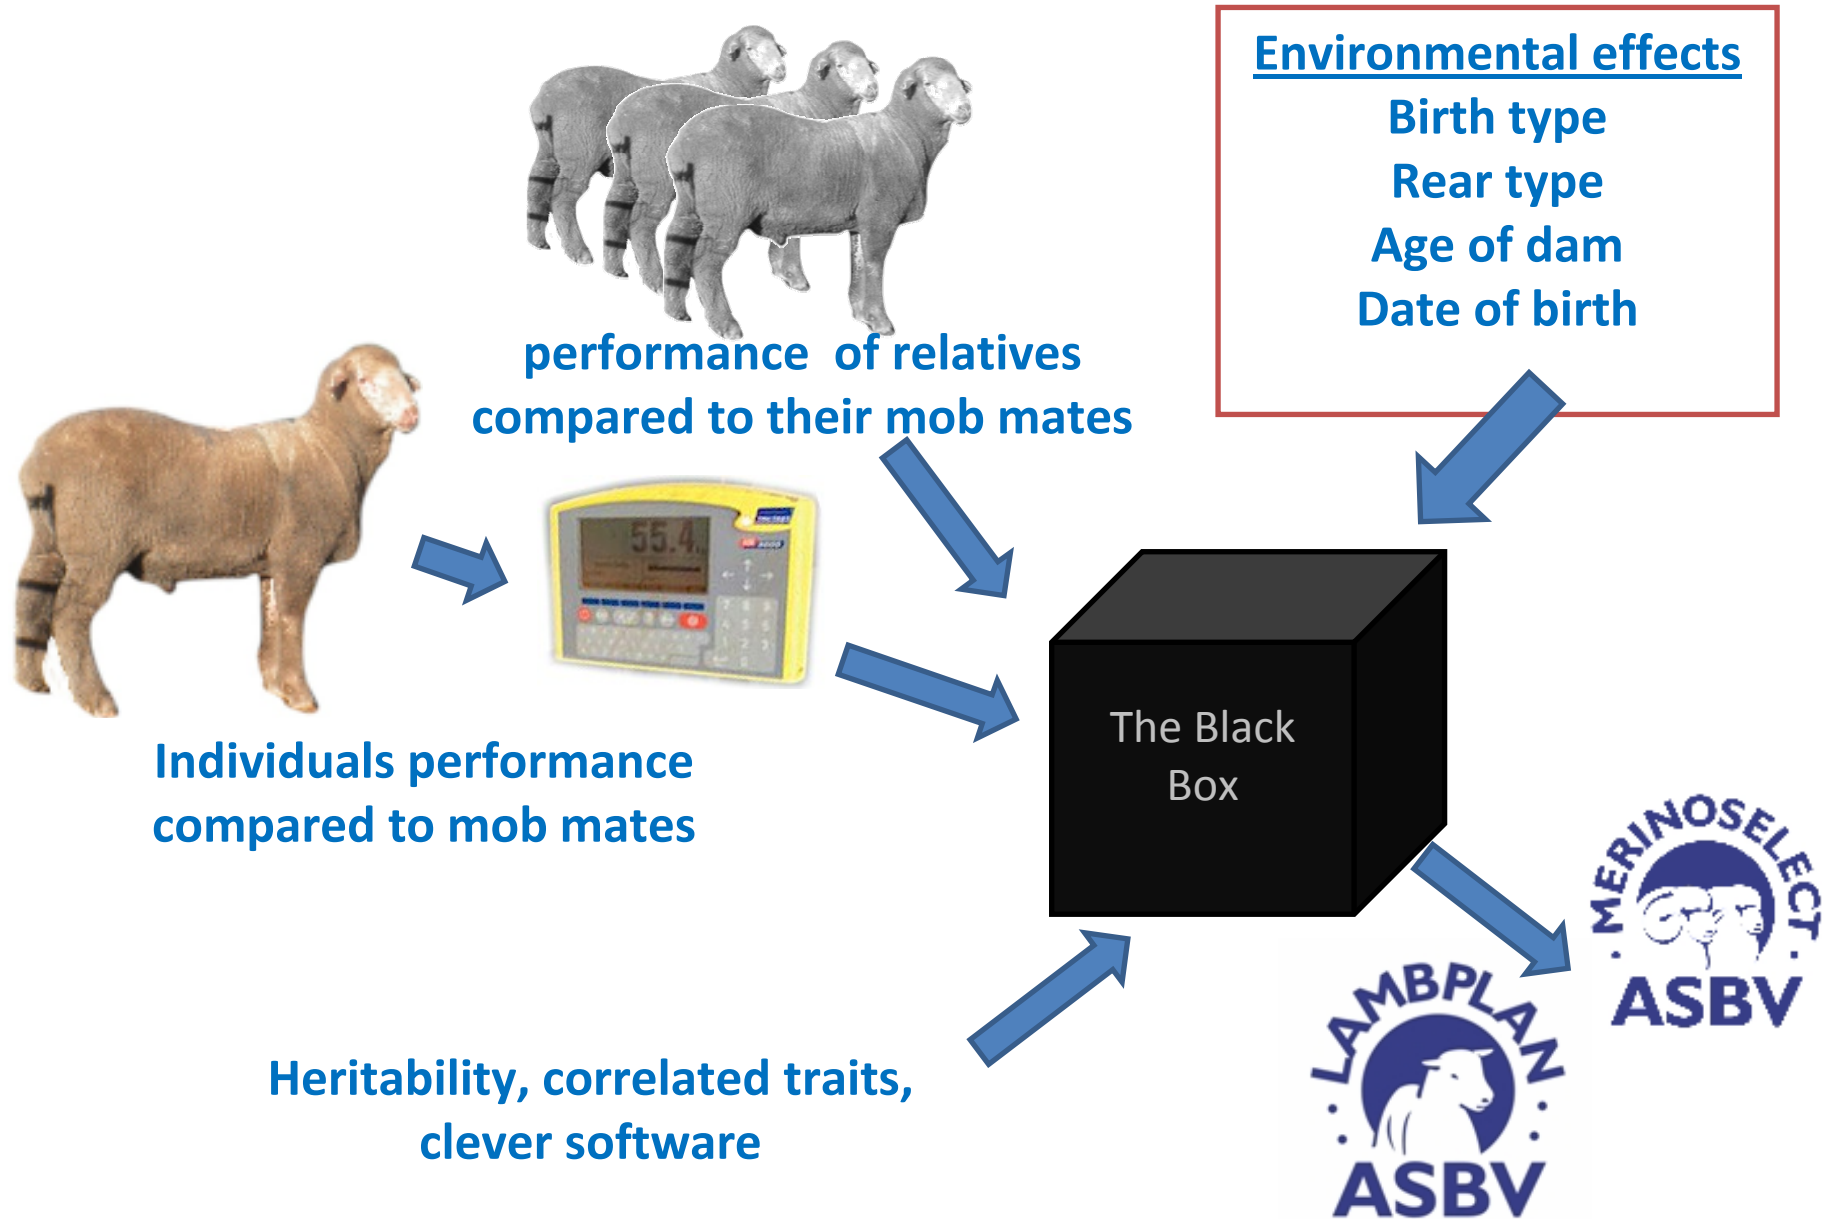 Environmental effects
Birth type
Rear type
Age of dam
Date of birth
performance of relatives
compared to their mob mates
55.4
Individuals performance
compared to mob mates
The Black
Box
MERINOSELECT
ASBV
LAMBPLAN
ASBV
Heritability, correlated traits,
clever software